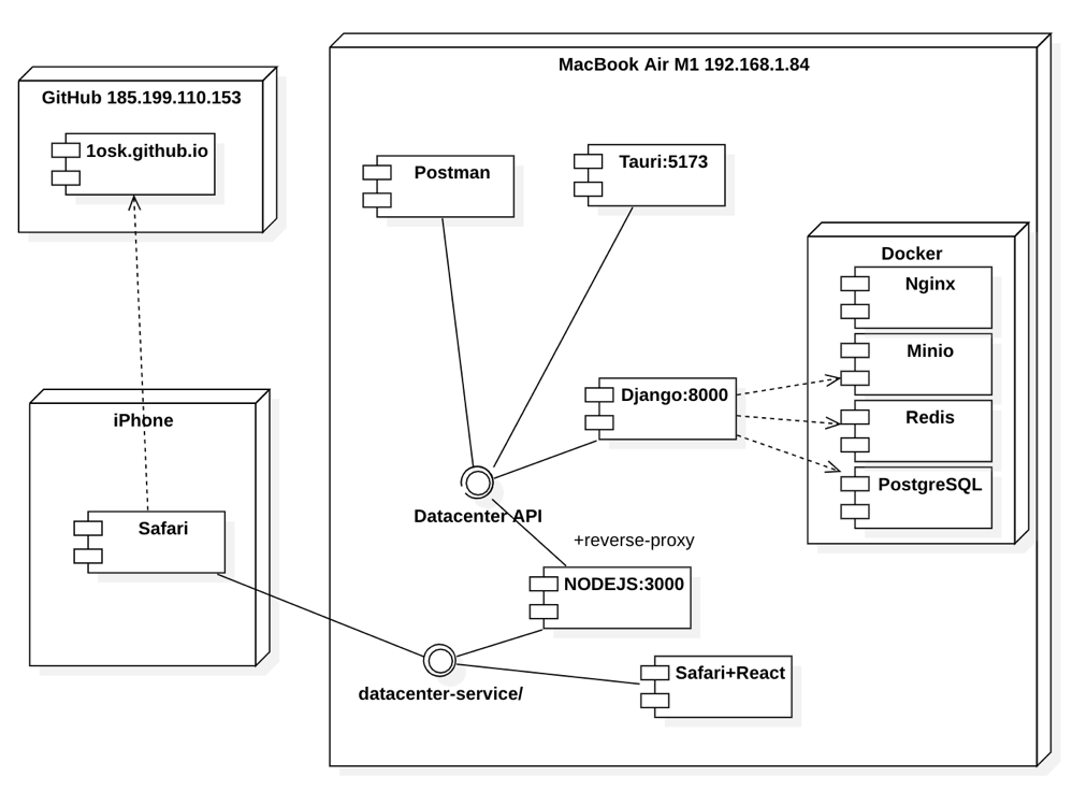 MacBook Air M1 192.168.1.84
GitHub 185.199.110.153
1osk.github.io
Postman
Tauri:5173
Docker
Nginx
Minio
Redis
PostgreSQL
Django:8000
iPhone
Safari
Datacenter API
+reverse-proxy
NODEJS:3000
datacenter-service/
Safari+React